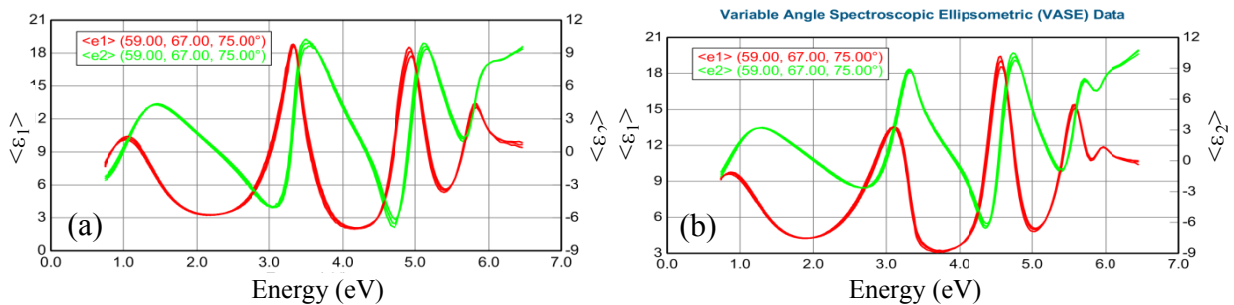 Variable Angle Spectroscopic Ellipsometric (VASE) Data
21
18
15
12
9
6
3
0
<ε₁>
<e1> (59.00, 67.00, 75.00°)
<e2> (59.00, 67.00, 75.00°)
(a)
12
9
6
3
0
-3
-6
-9
<ε₂>
0.0 1.0 2.0 3.0 4.0 5.0 6.0 7.0
Energy (eV)
21
18
15
12
9
6
3
<ε₁>
<e1> (59.00, 67.00, 75.00°)
<e2> (59.00, 67.00, 75.00°)
(b)
12
9
6
3
0
-3
-6
-9
<ε₂>
0.0 1.0 2.0 3.0 4.0 5.0 6.0 7.0
Energy (eV)